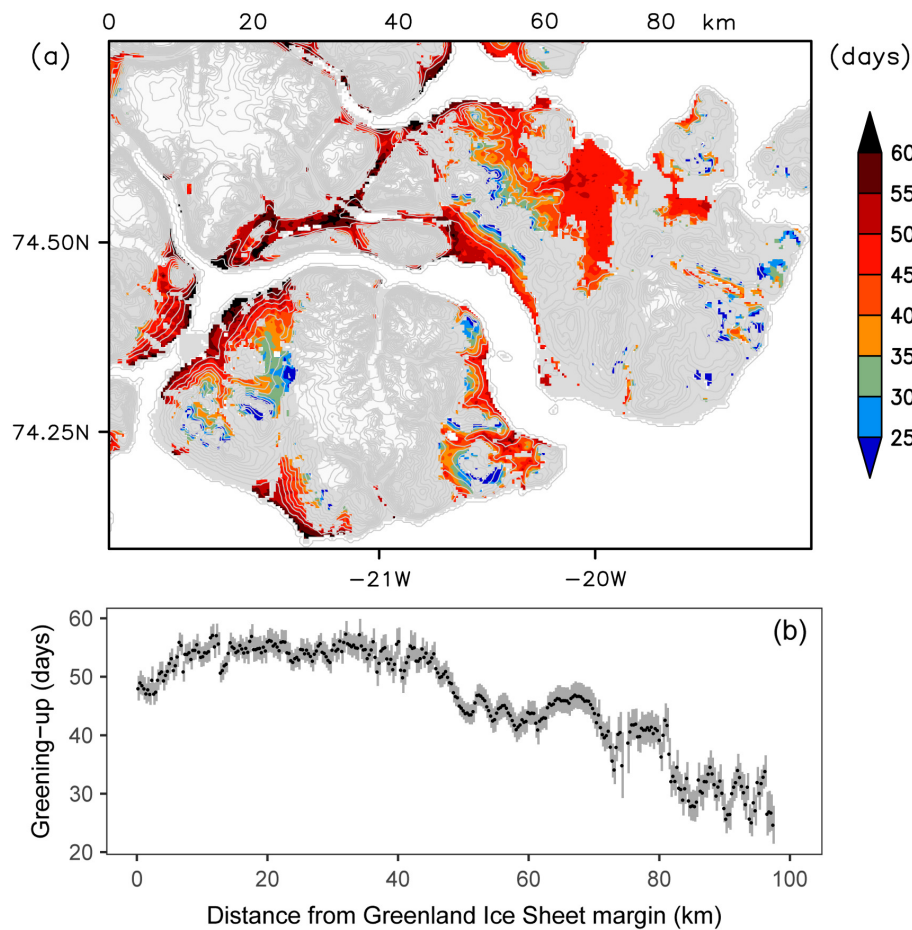 0 20 40 60 80 km
(a)
(days)
60
55
50
45
40
35
30
25
74.50N
74.25N
−21W −20W
60
50
40
30
20
(b)
Greening-up (days)
0 20 40 60 80 100
Distance from Greenland Ice Sheet margin (km)